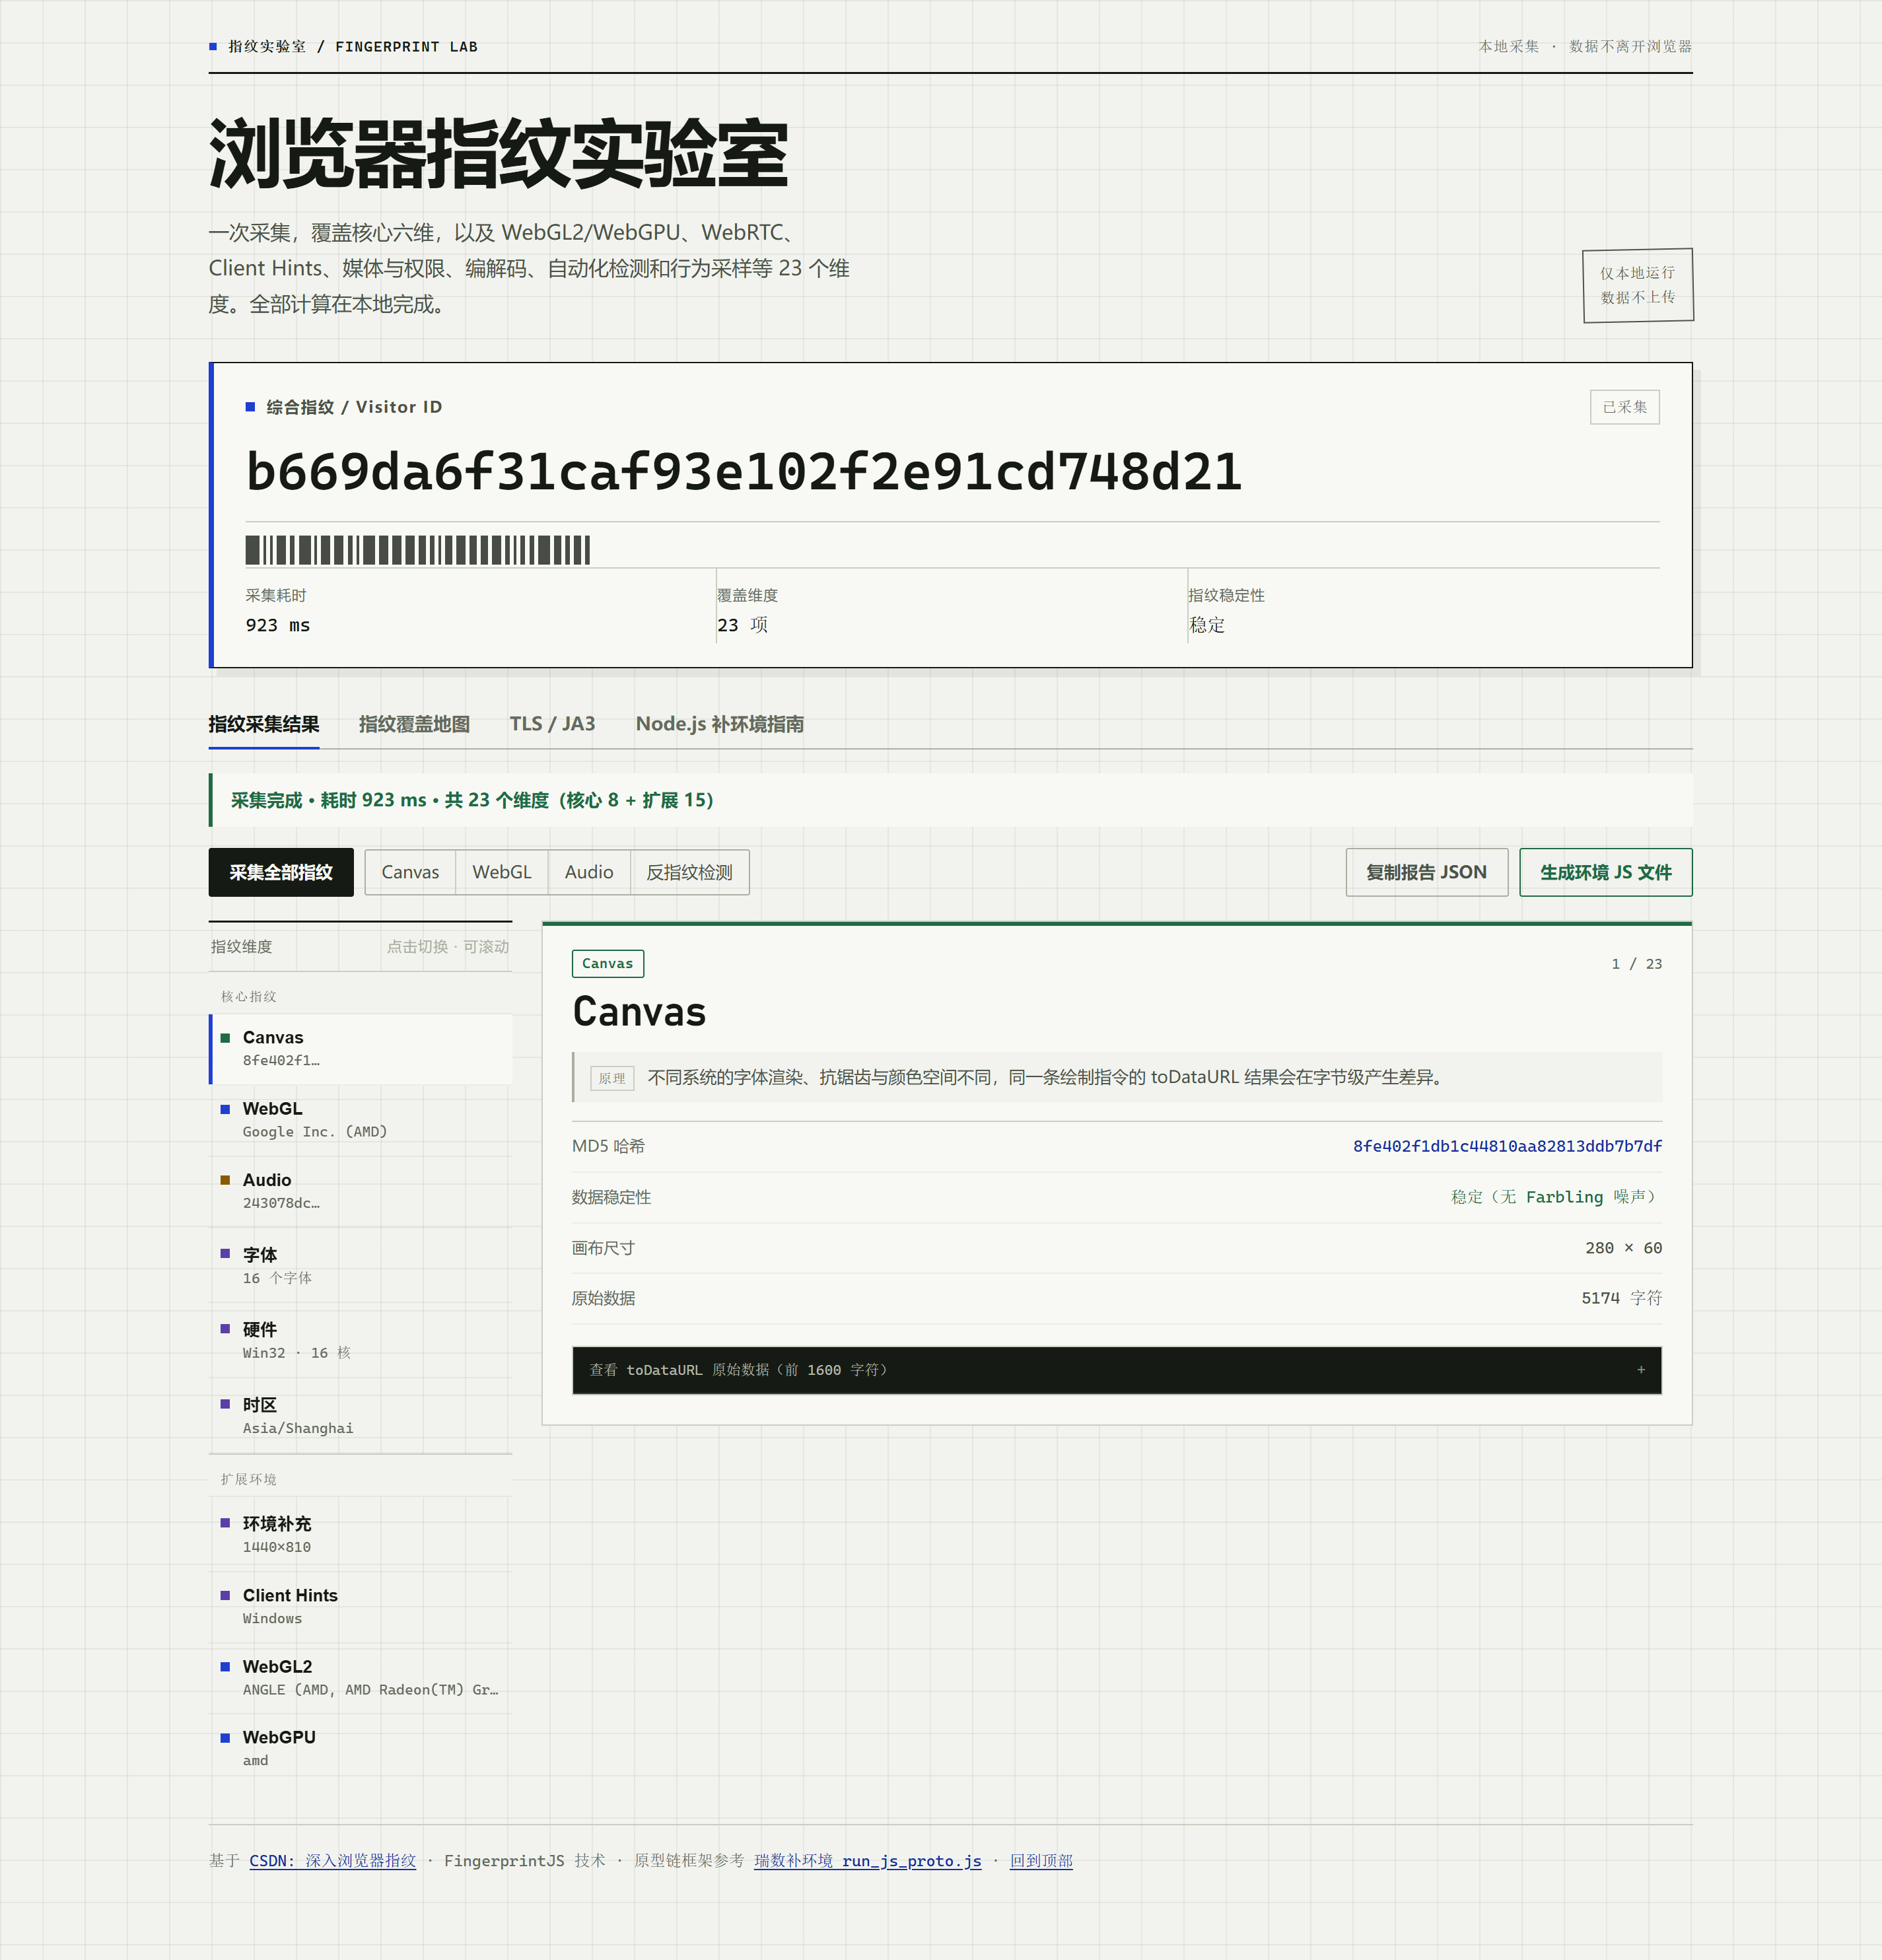 指纹实验室 / FINGERPRINT LAB
本地采集 · 数据不离开浏览器
浏览器指纹实验室
一次采集，覆盖核心六维，以及 WebGL2/WebGPU、WebRTC、
Client Hints、媒体与权限、编解码、自动化检测和行为采样等 23 个维
度。全部计算在本地完成。
仅本地运行
数据不上传
综合指纹 / Visitor ID
已采集
b669da6f31caf93e102f2e91cd748d21
采集耗时
923 ms
覆盖维度
23 项
指纹稳定性
稳定
指纹采集结果
指纹覆盖地图
TLS / JA3
Node.js 补环境指南
采集完成 • 耗时 923 ms • 共 23 个维度（核心 8 + 扩展 15）
采集全部指纹
Canvas
WebGL
Audio
反指纹检测
复制报告 JSON
生成环境 JS 文件
指纹维度
点击切换 · 可滚动
核心指纹
Canvas
8fe402f1…
WebGL
Google Inc. (AMD)
Audio
243078dc…
字体
16 个字体
硬件
Win32 · 16 核
时区
Asia/Shanghai
扩展环境
环境补充
1440×810
Client Hints
Windows
WebGL2
ANGLE (AMD, AMD Radeon(TM) Gr…
WebGPU
amd
Canvas
1 / 23
Canvas
原理
不同系统的字体渲染、抗锯齿与颜色空间不同，同一条绘制指令的 toDataURL 结果会在字节级产生差异。
MD5 哈希
8fe402f1db1c44810aa82813ddb7b7df
数据稳定性
稳定（无 Farbling 噪声）
画布尺寸
280 × 60
原始数据
5174 字符
查看 toDataURL 原始数据（前 1600 字符）
+
基于 CSDN: 深入浏览器指纹 · FingerprintJS 技术 · 原型链框架参考 瑞数补环境 run_js_proto.js · 回到顶部